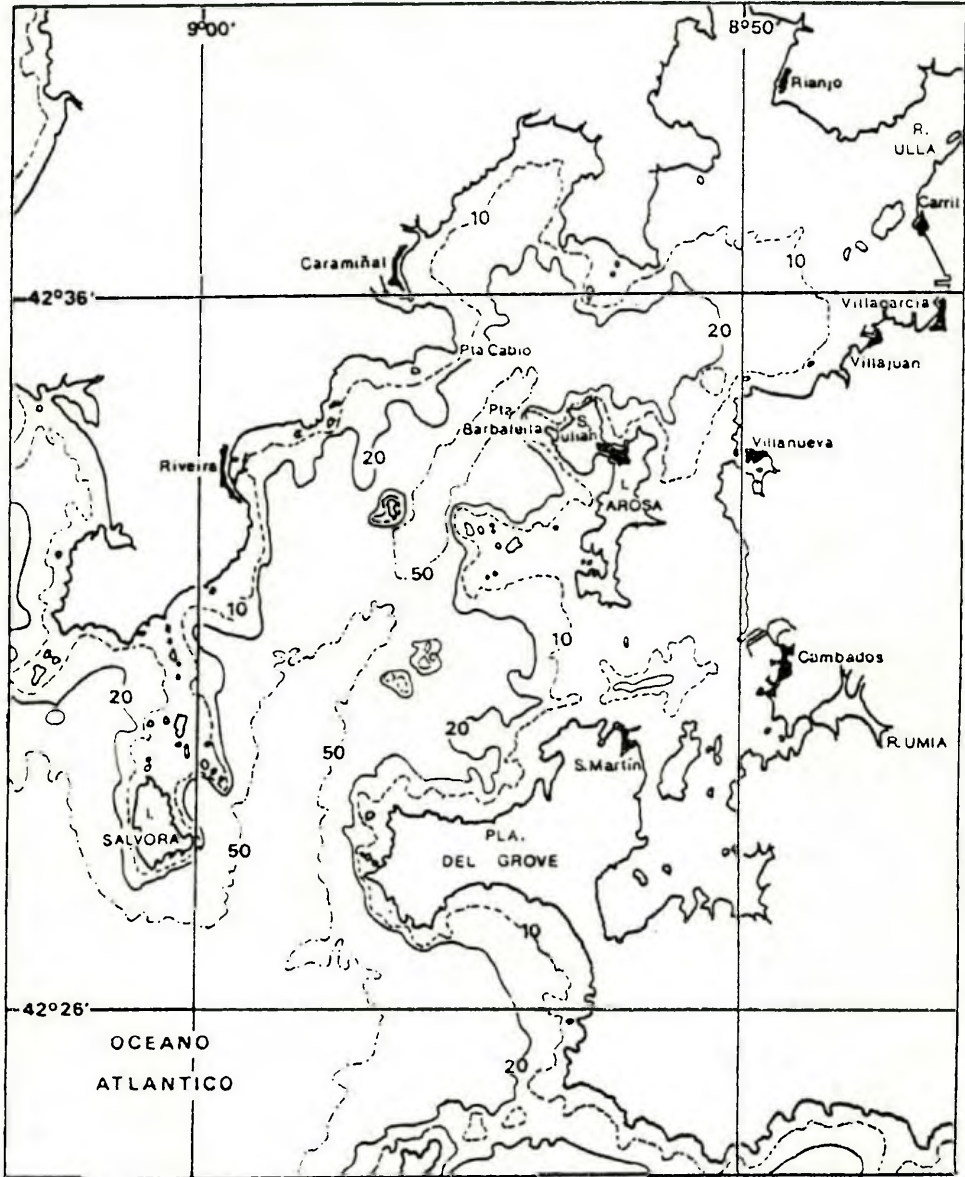 9°00'
8°50'
Rianjo
R.
ULLA
Carril
10
Caramiñal
10
42°36'
Villagarcia
20
Villajuan
Pta Cabio
Pta
Barbafeita
S.
Julian
Villanueva
20
Riveira
I.
AROSA
50
10
10
Cambados
20
20
R. UMIA
50
S. Martin
I.
SALVORA
50
PLA.
DEL GROVE
10
42°26'
OCEANO
ATLANTICO
20